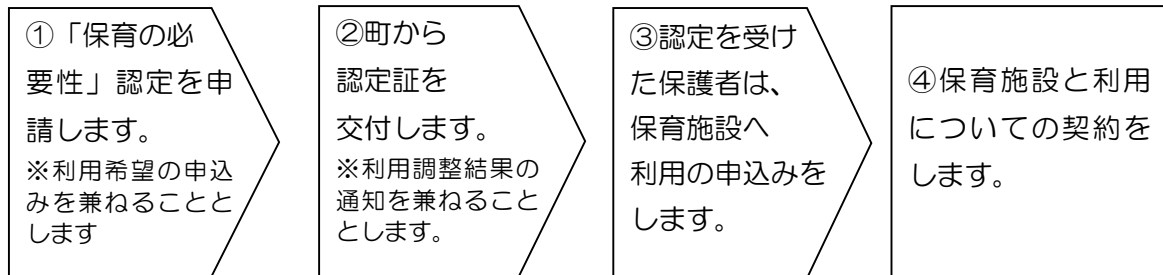 ①「保育の必
要性」認定を申
請します。
※利用希望の申込
みを兼ねることと
します
②町から
認定証を
交付します。
※利用調整結果の
通知を兼ねること
とします。
③認定を受け
た保護者は、
保育施設へ
利用の申込みを
します。
④保育施設と利用
についての契約を
します。